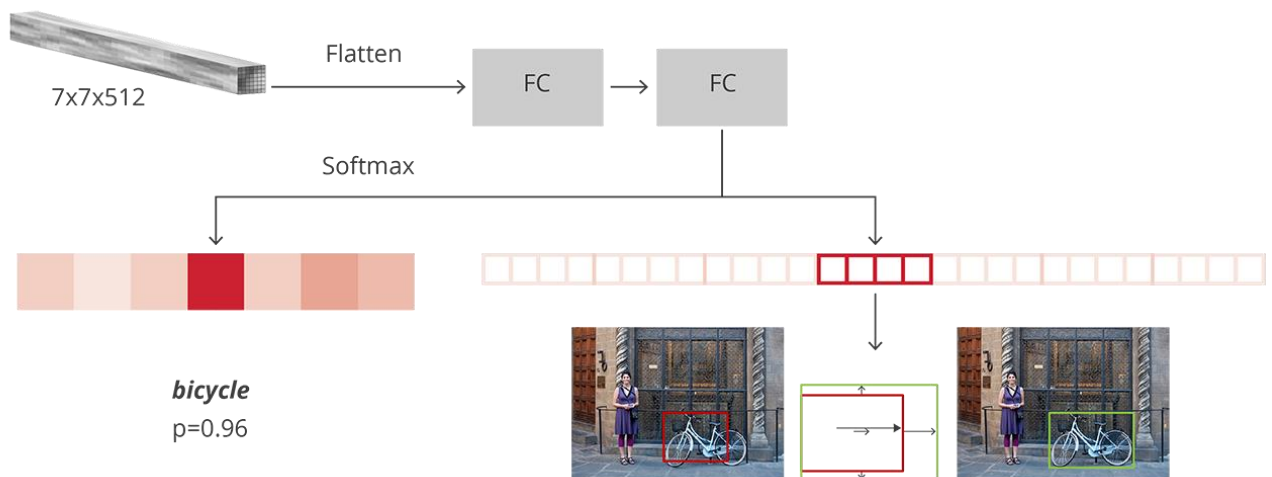 Flatten
7x7x512
FC
FC
Softmax
bicycle
p=0.96